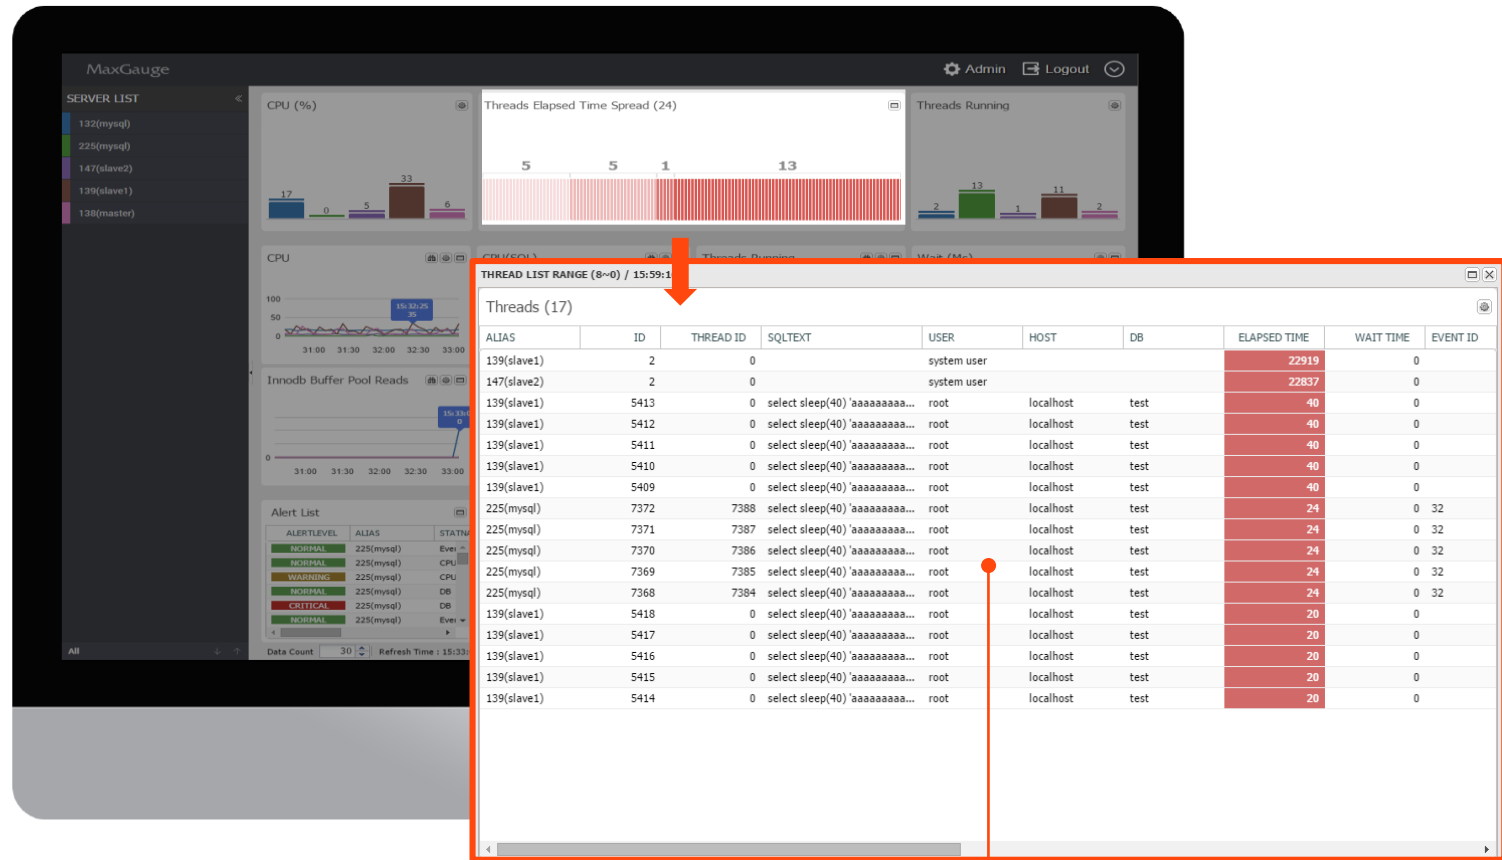 MaxGauge
Admin Logout
SERVER LIST «
132(mysql)
225(mysql)
147(slave2)
139(slave1)
138(master)
All
CPU (%)
17 0 5 33 6
Threads Elapsed Time Spread (24)
5 5 1 13
Threads Running
2 13 1 11 2
CPU
100
50
0
15:32:25
35
31:00 31:30 32:00 32:30 33:00
CPU(SQL)
Threads Running
Wait (Ms)
Innodb Buffer Pool Reads
15:33:0
0
0
31:00 31:30 32:00 32:30 33:00
Alert List
ALERTLEVEL ALIAS STATNA
NORMAL 225(mysql) Eve
NORMAL 225(mysql) CPU
WARNING 225(mysql) CPU
NORMAL 225(mysql) DB
CRITICAL 225(mysql) DB
NORMAL 225(mysql) Eve
Data Count 30 Refresh Time : 15:33:
THREAD LIST RANGE (8~0) / 15:59:1
Threads (17)
ALIAS ID THREAD ID SQLTEXT USER HOST DB ELAPSED TIME WAIT TIME EVENT ID
139(slave1) 2 0 system user 22919 0
147(slave2) 2 0 system user 22837 0
139(slave1) 5413 0 select sleep(40) 'aaaaaaaaa... root localhost test 40 0
139(slave1) 5412 0 select sleep(40) 'aaaaaaaaa... root localhost test 40 0
139(slave1) 5411 0 select sleep(40) 'aaaaaaaaa... root localhost test 40 0
139(slave1) 5410 0 select sleep(40) 'aaaaaaaaa... root localhost test 40 0
139(slave1) 5409 0 select sleep(40) 'aaaaaaaaa... root localhost test 40 0
225(mysql) 7372 7388 select sleep(40) 'aaaaaaaaa... root localhost test 24 0 32
225(mysql) 7371 7387 select sleep(40) 'aaaaaaaaa... root localhost test 24 0 32
225(mysql) 7370 7386 select sleep(40) 'aaaaaaaaa... root localhost test 24 0 32
225(mysql) 7369 7385 select sleep(40) 'aaaaaaaaa... root localhost test 24 0 32
225(mysql) 7368 7384 select sleep(40) 'aaaaaaaaa... root localhost test 24 0 32
139(slave1) 5418 0 select sleep(40) 'aaaaaaaaa... root localhost test 20 0
139(slave1) 5417 0 select sleep(40) 'aaaaaaaaa... root localhost test 20 0
139(slave1) 5416 0 select sleep(40) 'aaaaaaaaa... root localhost test 20 0
139(slave1) 5415 0 select sleep(40) 'aaaaaaaaa... root localhost test 20 0
139(slave1) 5414 0 select sleep(40) 'aaaaaaaaa... root localhost test 20 0